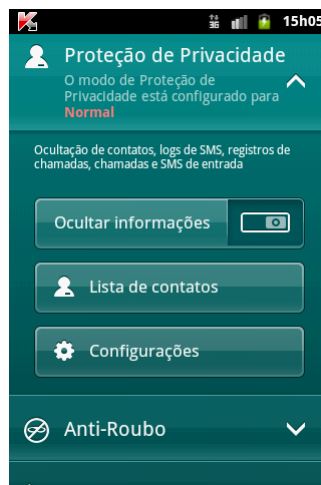 15h05
Proteção de Privacidade
O modo de Proteção de
Privacidade está configurado para
Normal
Ocultação de contatos, logs de SMS, registros de
chamadas, chamadas e SMS de entrada
Ocultar informações
Lista de contatos
Configurações
Anti-Roubo